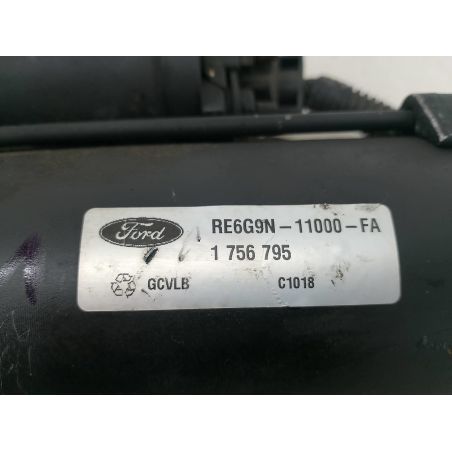 Ford
RE6G9N-11000-FA
1 756 795
GCVLB C1018